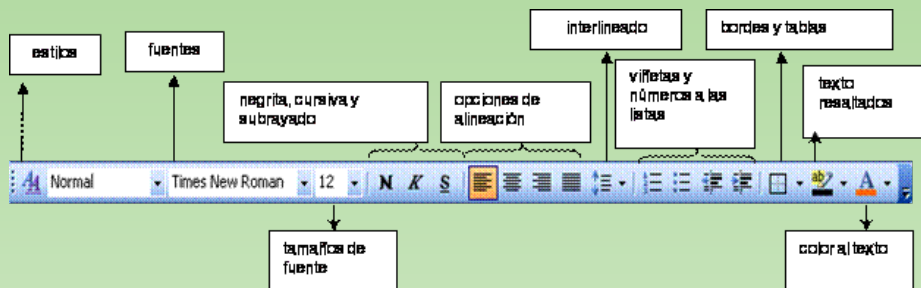 interlineado
bordes y tablas
estilos
fuentes
negrita, cursiva y
subrayado
opciones de
alineación
viñetas y
números a las
listas
texto
resaltados
Normal
Times New Roman
12
N K S
ab
A
tamaños de
fuente
color al texto